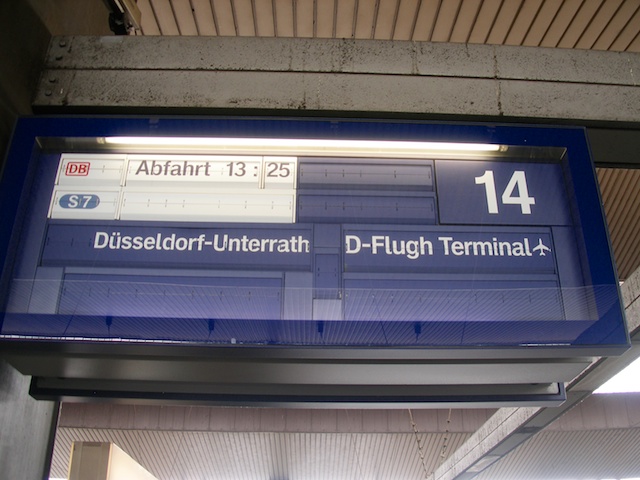 DB Abfahrt 13:25
14
S7
Düsseldorf-Unterrath D-Flugh Terminal